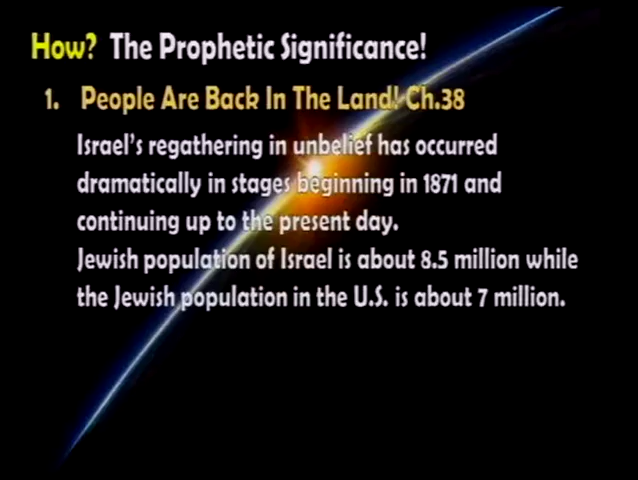 How? The Prophetic Significance!
1. People Are Back In The Land! Ch.38
Israel's regathering in unbelief has occurred
dramatically in stages beginning in 1871 and
continuing up to the present day.
Jewish population of Israel is about 8.5 million while
the Jewish population in the U.S. is about 7 million.